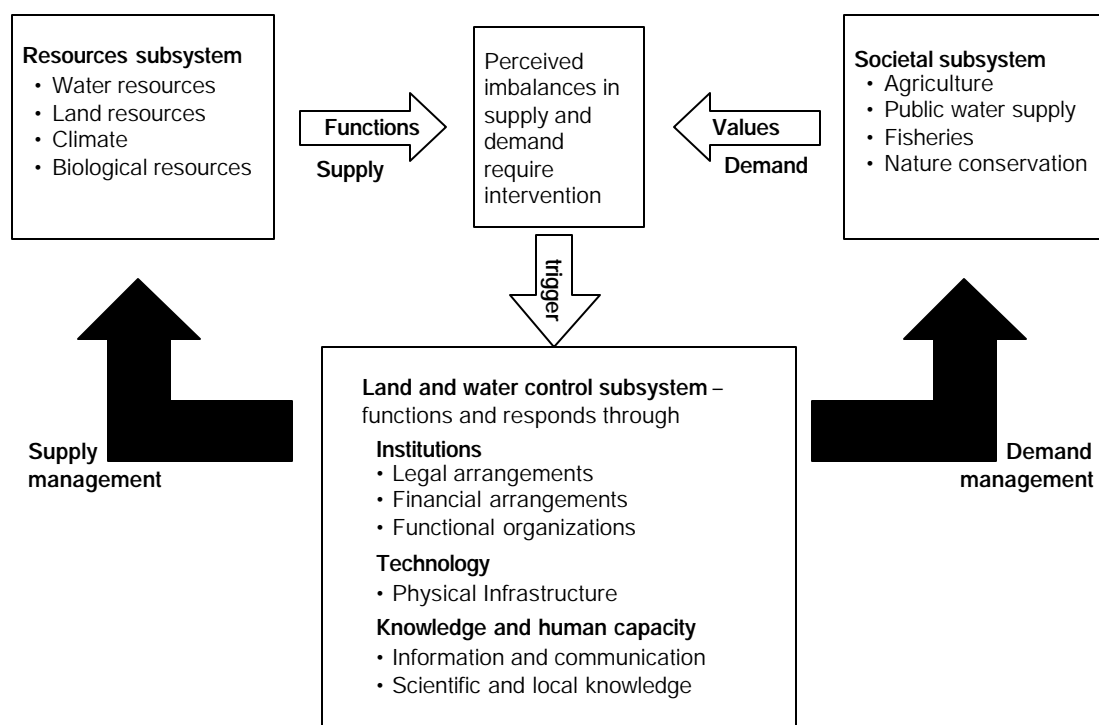 Resources subsystem
• Water resources
• Land resources
• Climate
• Biological resources
Functions
Supply
Perceived
imbalances in
supply and
demand
require
intervention
Values
Demand
Societal subsystem
• Agriculture
• Public water supply
• Fisheries
• Nature conservation
trigger
Supply
management
Land and water control subsystem –
functions and responds through
Institutions
• Legal arrangements
• Financial arrangements
• Functional organizations
Technology
• Physical Infrastructure
Knowledge and human capacity
• Information and communication
• Scientific and local knowledge
Demand
management